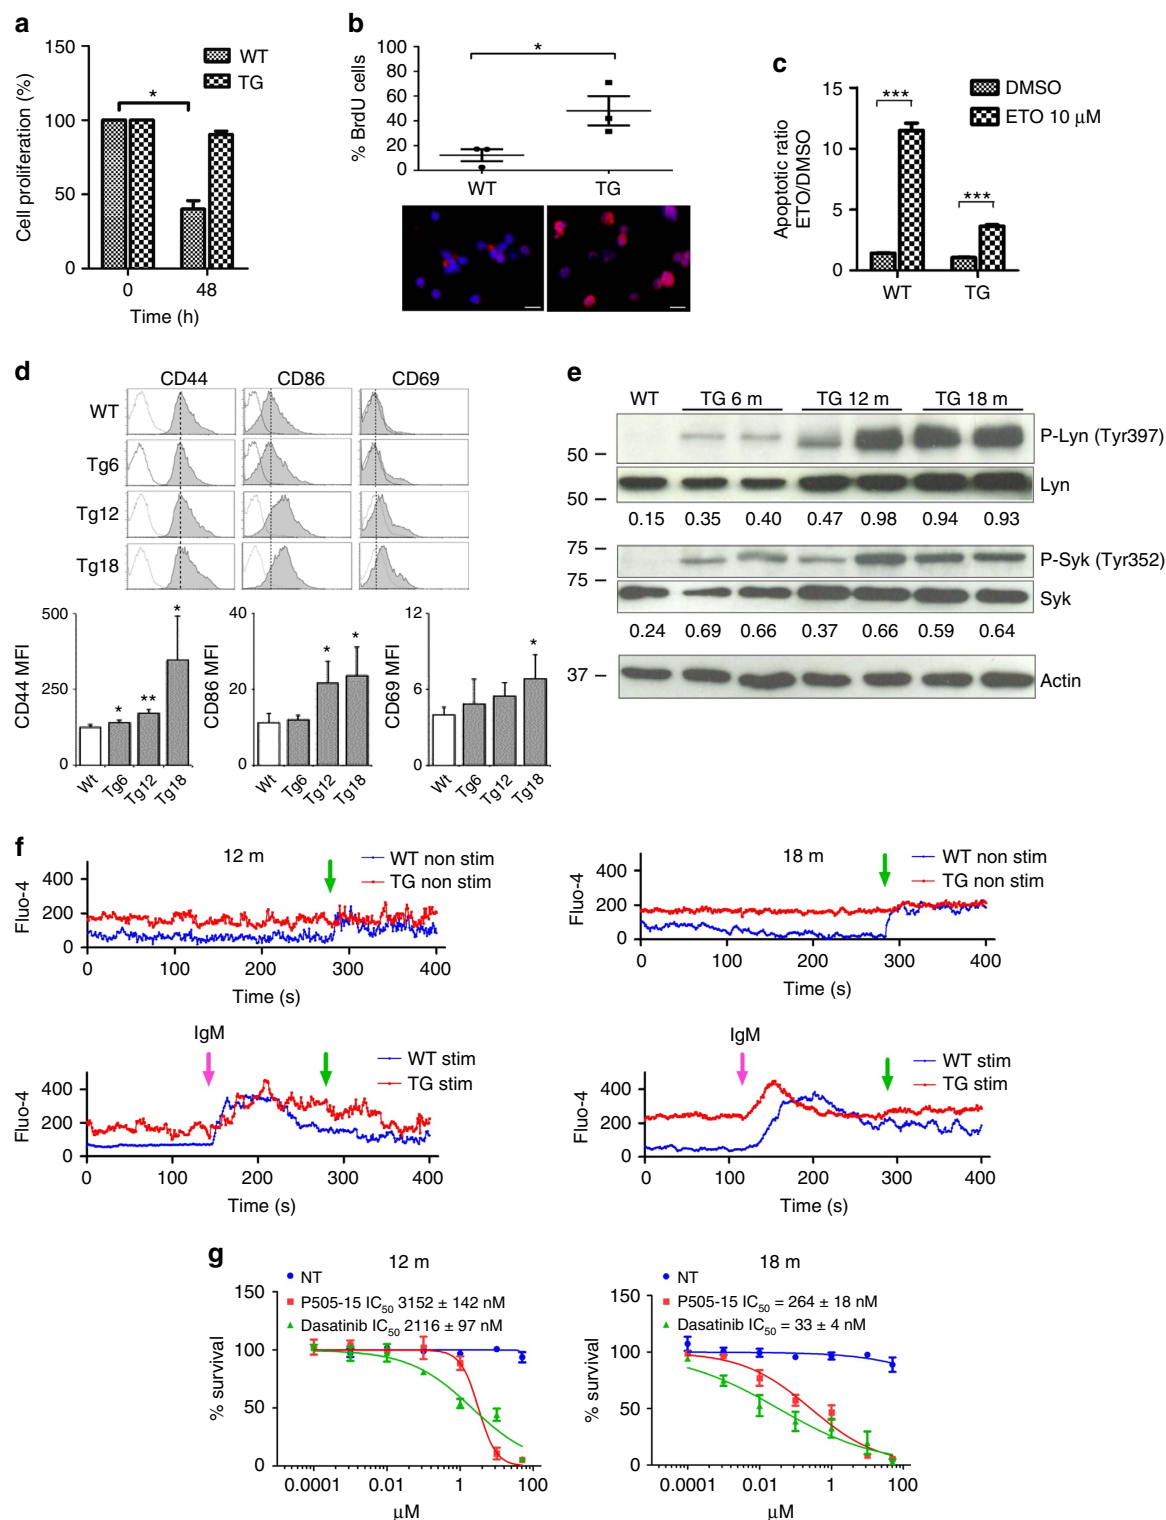 a
150
100
50
0
Cell proliferation (%)
WT
TG
*
0
48
Time (h)
b
100
80
60
40
20
0
% BrdU cells
*
WT
TG
c
15
10
5
0
Apoptotic ratio
ETO/DMSO
DMSO
ETO 10 μM
***
***
WT
TG
d
CD44
CD86
CD69
WT
Tg6
Tg12
Tg18
500
250
0
CD44 MFI
*
**
*
Wt
Tg6
Tg12
Tg18
40
20
0
CD86 MFI
*
*
Wt
Tg6
Tg12
Tg18
12
6
0
CD69 MFI
*
Wt
Tg6
Tg12
Tg18
e
WT
TG 6 m
TG 12 m
TG 18 m
50
P-Lyn (Tyr397)
50
Lyn
0.15 0.35 0.40 0.47 0.98 0.94 0.93
75
P-Syk (Tyr352)
75
Syk
0.24 0.69 0.66 0.37 0.66 0.59 0.64
37
Actin
f
12 m
WT non stim
TG non stim
400
200
0
Fluo-4
0 100 200 300 400
Time (s)
18 m
WT non stim
TG non stim
400
200
0
Fluo-4
0 100 200 300 400
Time (s)
IgM
WT stim
TG stim
400
200
0
Fluo-4
0 100 200 300 400
Time (s)
IgM
WT stim
TG stim
400
200
0
Fluo-4
0 100 200 300 400
Time (s)
g
12 m
NT
P505-15 IC50 3152 ± 142 nM
Dasatinib IC50 2116 ± 97 nM
150
100
50
0
% survival
0.0001 0.01 1 100
μM
18 m
NT
P505-15 IC50 = 264 ± 18 nM
Dasatinib IC50 = 33 ± 4 nM
150
100
50
0
% survival
0.0001 0.01 1 100
μM